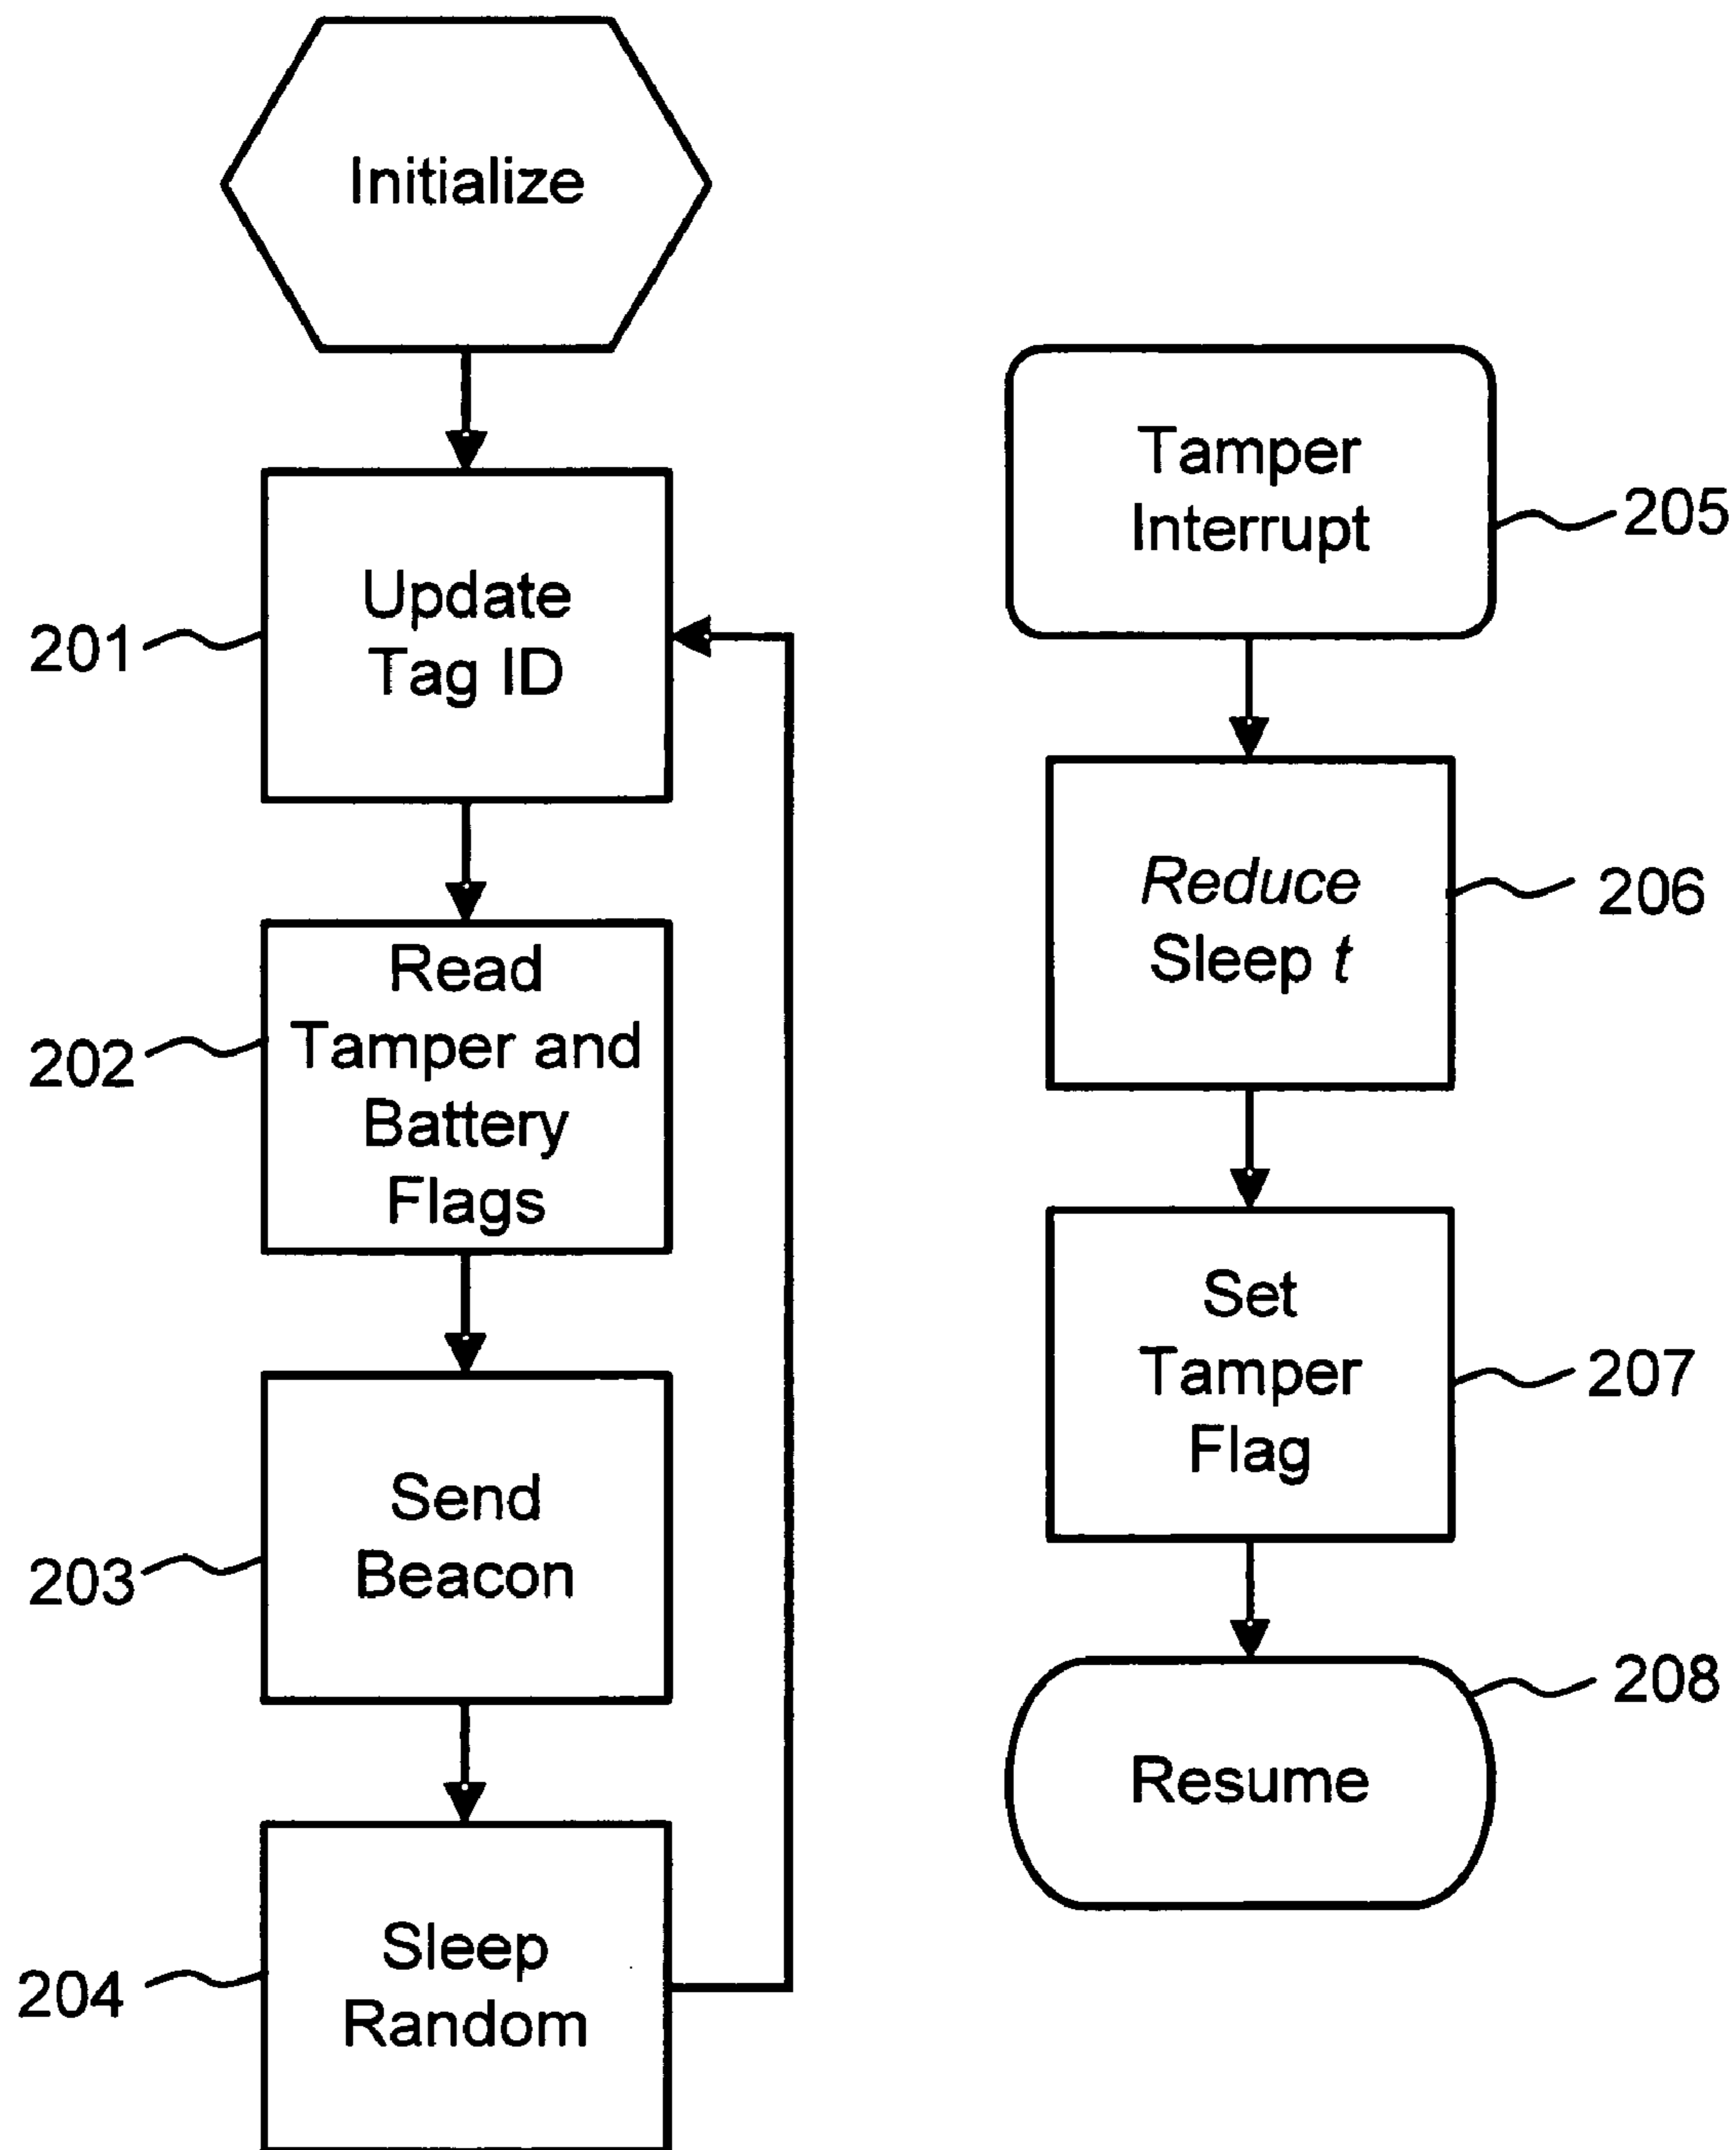 Initialize
Update
Tag ID
201
Read
Tamper and
Battery
Flags
202
Send
Beacon
203
Sleep
Random
204
Tamper
Interrupt
205
Reduce
Sleep t
206
Set
Tamper
Flag
207
Resume
208